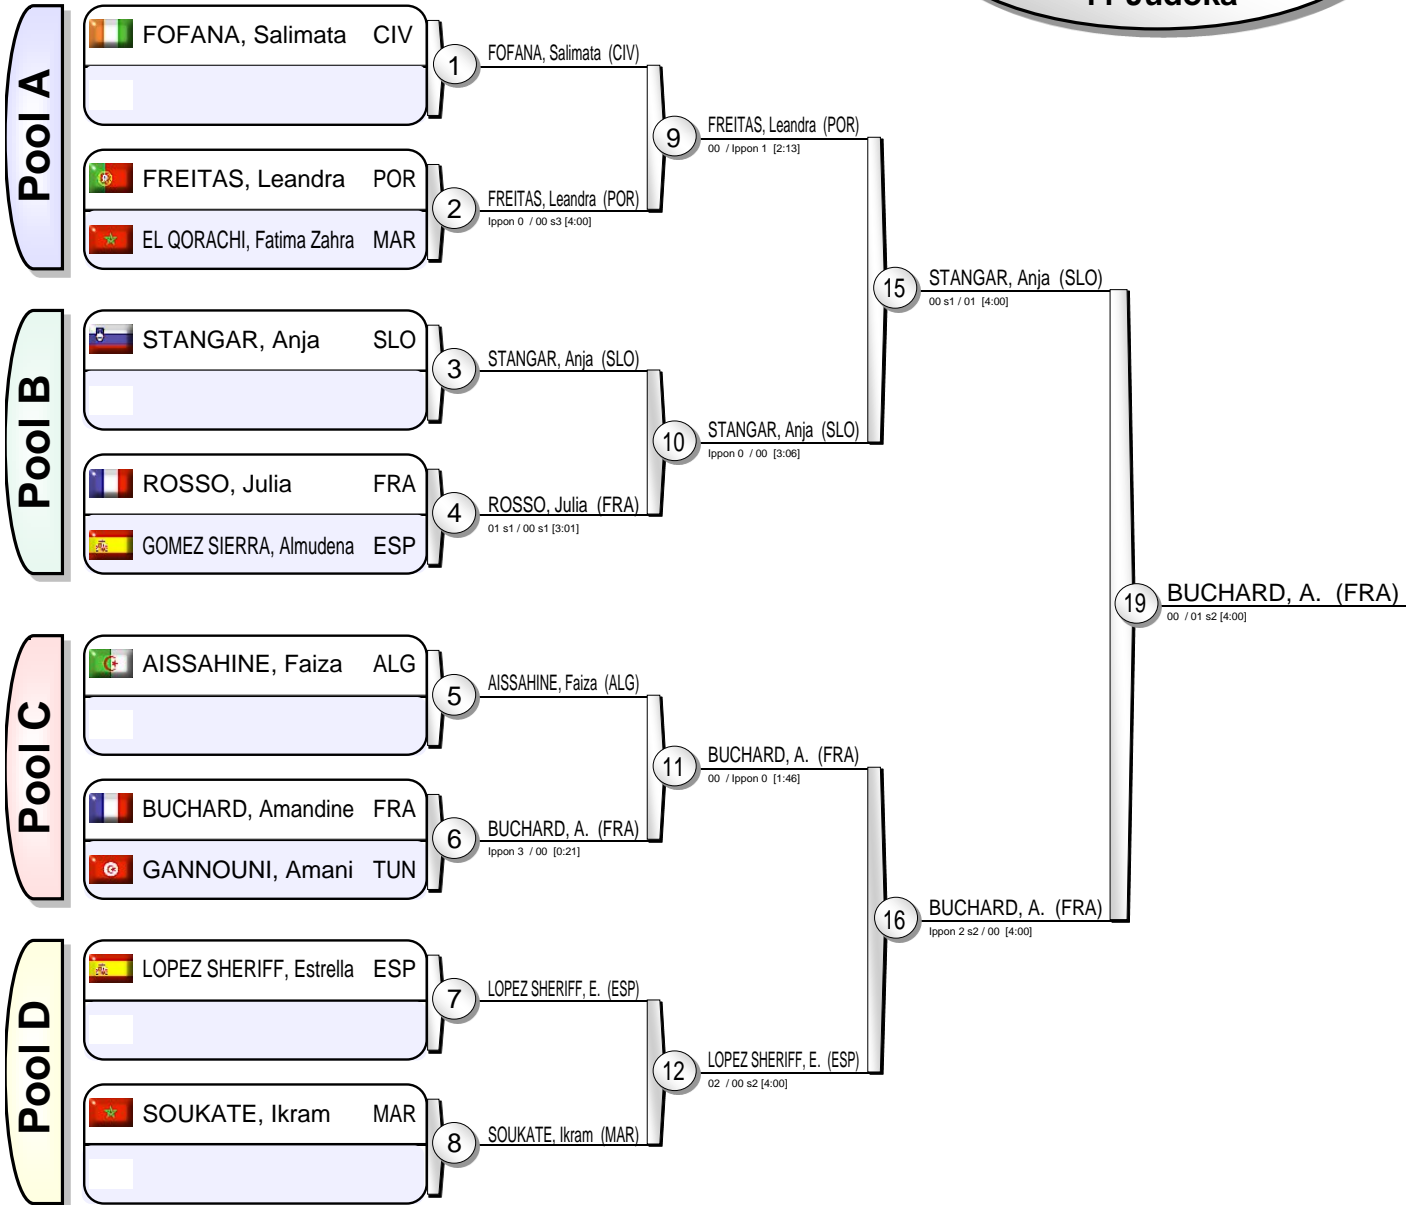 11 Judoka
Pool A
FOFANA, Salimata CIV
1
FOFANA, Salimata (CIV)
FREITAS, Leandra POR
EL QORACHI, Fatima Zahra MAR
2
FREITAS, Leandra (POR)
Ippon 0 / 00 s3 [4:00]
9
FREITAS, Leandra (POR)
00 / Ippon 1 [2:13]
Pool B
STANGAR, Anja SLO
3
STANGAR, Anja (SLO)
ROSSO, Julia FRA
GOMEZ SIERRA, Almudena ESP
4
ROSSO, Julia (FRA)
01 s1 / 00 s1 [3:01]
10
STANGAR, Anja (SLO)
Ippon 0 / 00 [3:06]
15
STANGAR, Anja (SLO)
00 s1 / 01 [4:00]
Pool C
AISSAHINE, Faiza ALG
5
AISSAHINE, Faiza (ALG)
BUCHARD, Amandine FRA
GANNOUNI, Amani TUN
6
BUCHARD, A. (FRA)
Ippon 3 / 00 [0:21]
11
BUCHARD, A. (FRA)
00 / Ippon 0 [1:46]
Pool D
LOPEZ SHERIFF, Estrella ESP
7
LOPEZ SHERIFF, E. (ESP)
SOUKATE, Ikram MAR
8
SOUKATE, Ikram (MAR)
12
LOPEZ SHERIFF, E. (ESP)
02 / 00 s2 [4:00]
16
BUCHARD, A. (FRA)
Ippon 2 s2 / 00 [4:00]
19
BUCHARD, A. (FRA)
00 / 01 s2 [4:00]